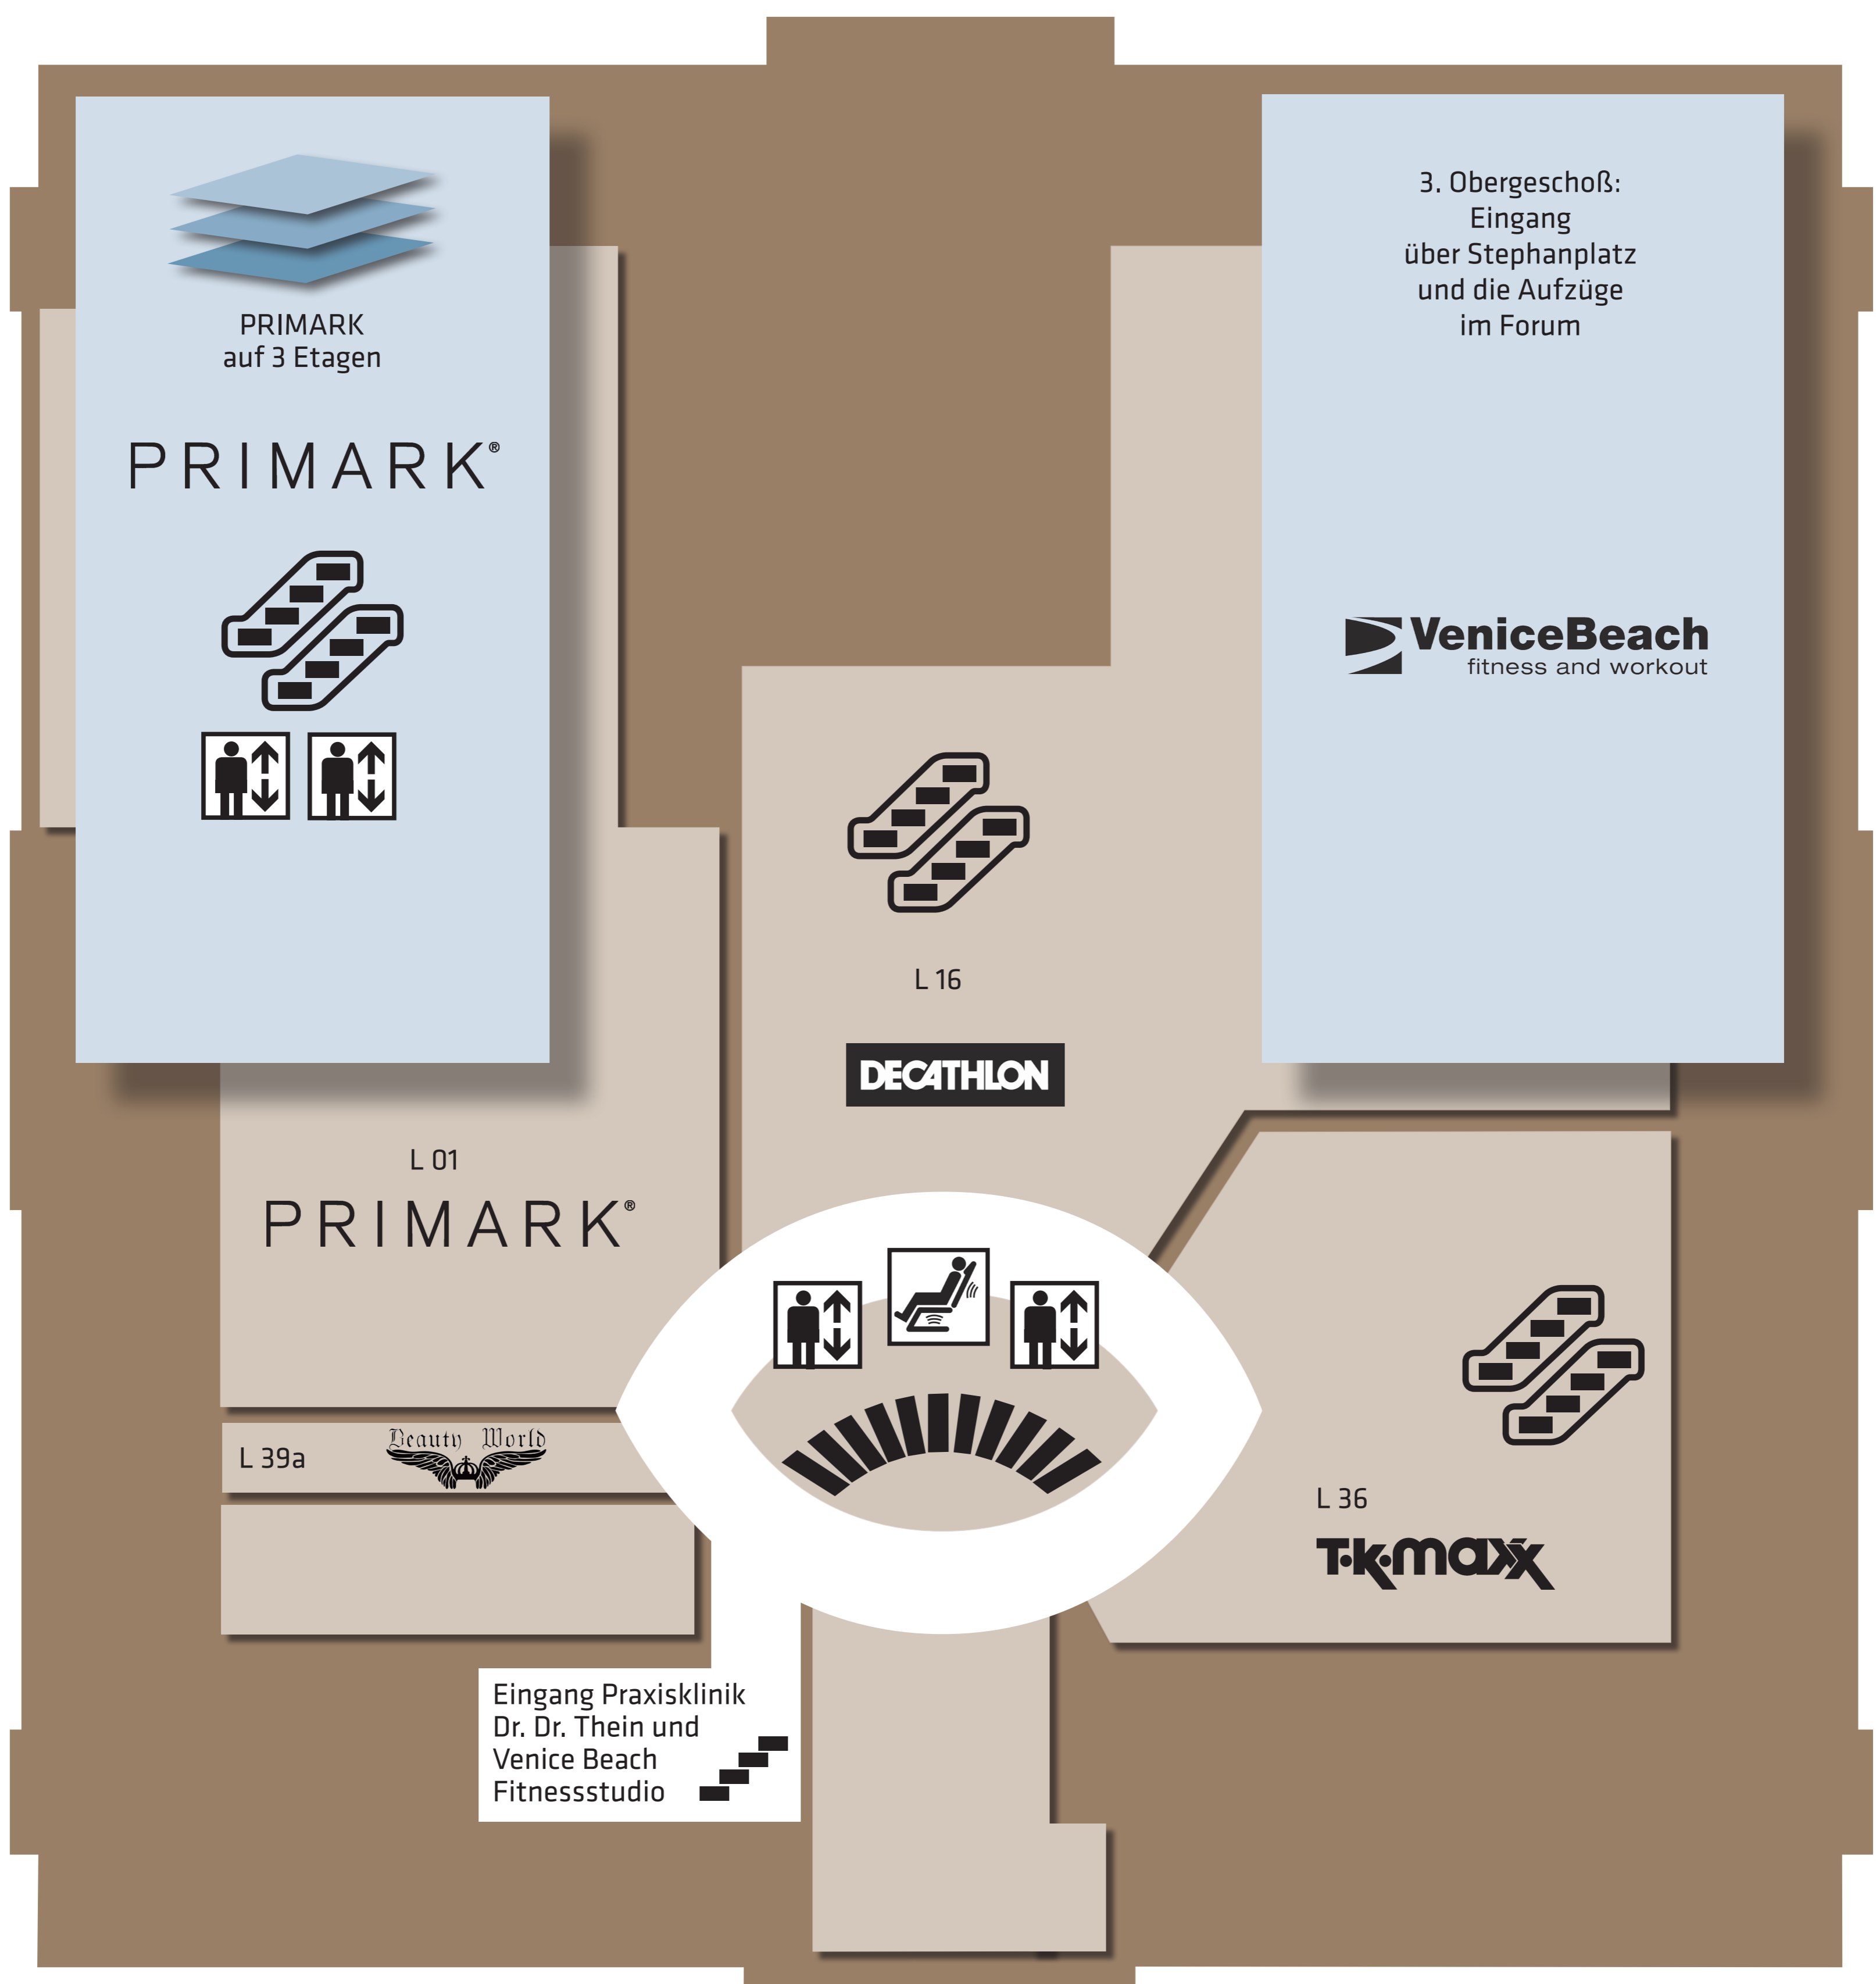 PRIMARK
auf 3 Etagen
PRIMARK®
3. Obergeschoß:
Eingang
über Stephanplatz
und die Aufzüge
im Forum
VeniceBeach
fitness and workout
L 16
DECATHLON
L 01
PRIMARK®
L 39a
Beauty World
L 36
T·K·maxx
Eingang Praxisklinik
Dr. Dr. Thein und
Venice Beach
Fitnessstudio